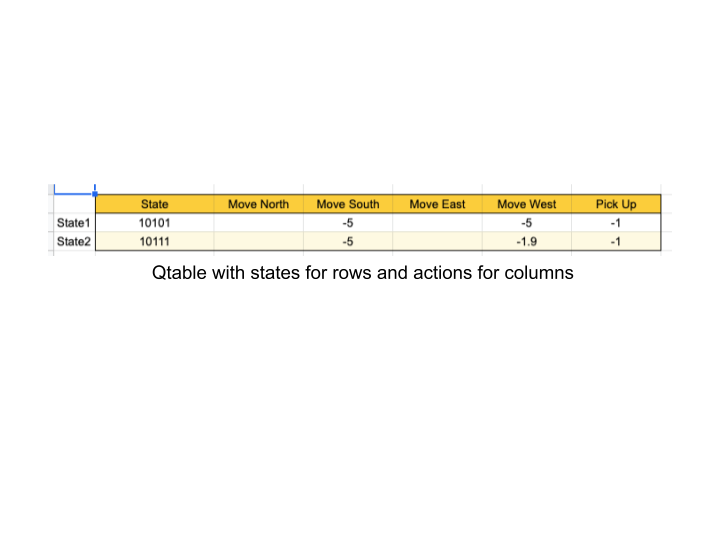 State Move North Move South Move East Move West Pick Up
State1 10101 -5 -5 -1
State2 10111 -5 -1.9 -1
Qtable with states for rows and actions for columns